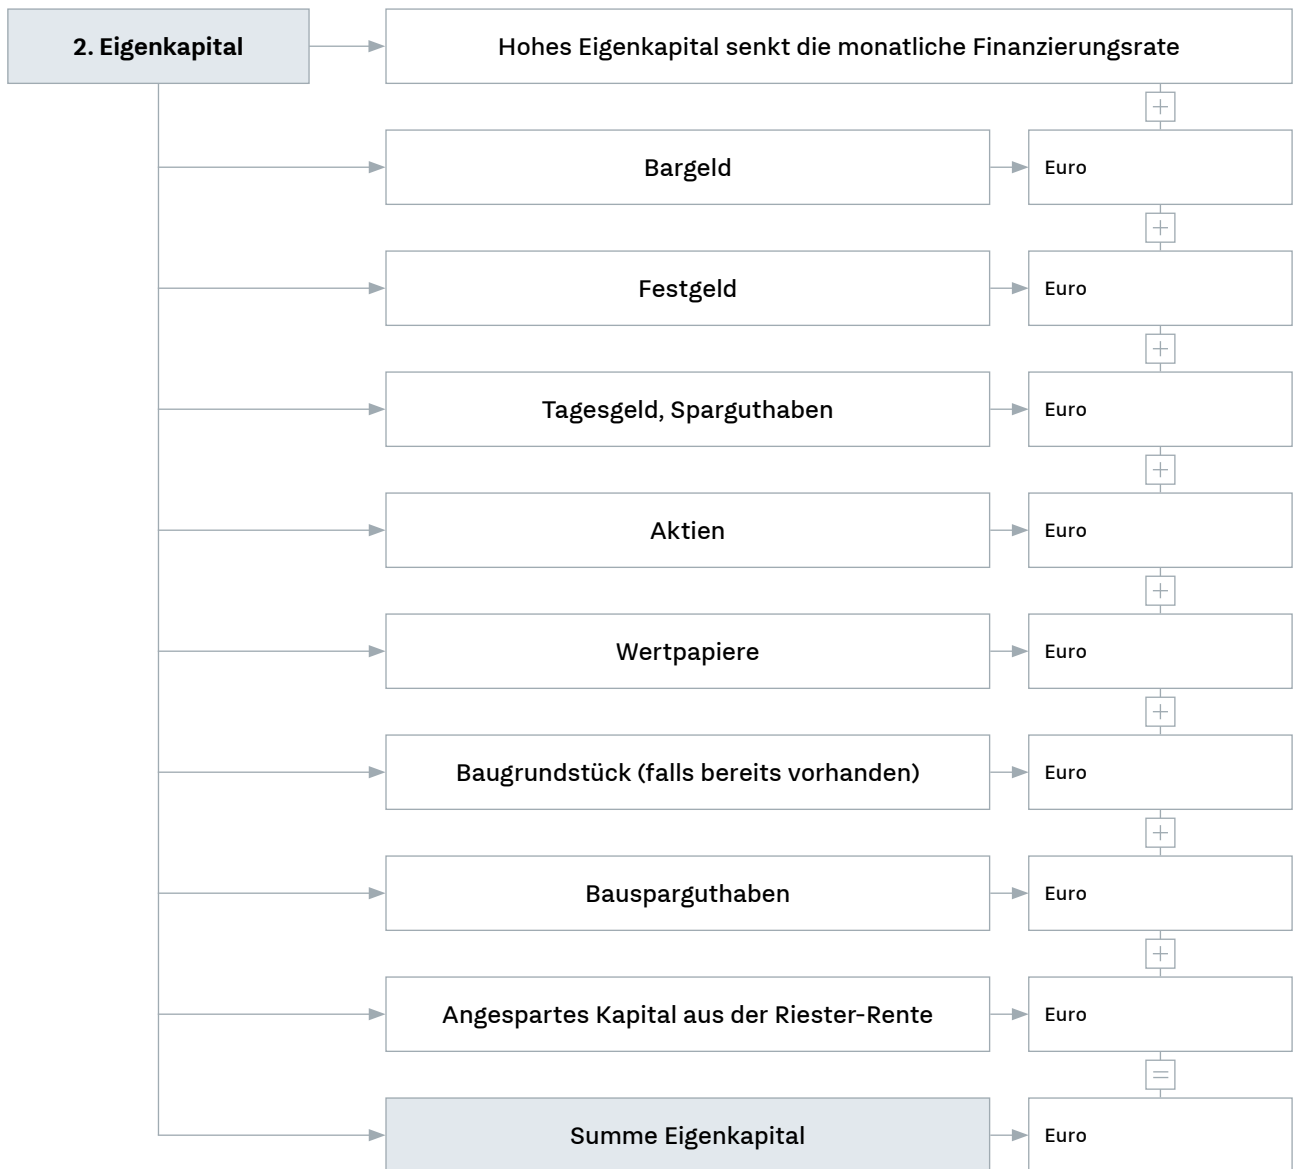 2. Eigenkapital
Hohes Eigenkapital senkt die monatliche Finanzierungsrate
+
Bargeld
Euro
+
Festgeld
Euro
+
Tagesgeld, Sparguthaben
Euro
+
Aktien
Euro
+
Wertpapiere
Euro
+
Baugrundstück (falls bereits vorhanden)
Euro
+
Bausparguthaben
Euro
+
Angespartes Kapital aus der Riester-Rente
Euro
=
Summe Eigenkapital
Euro